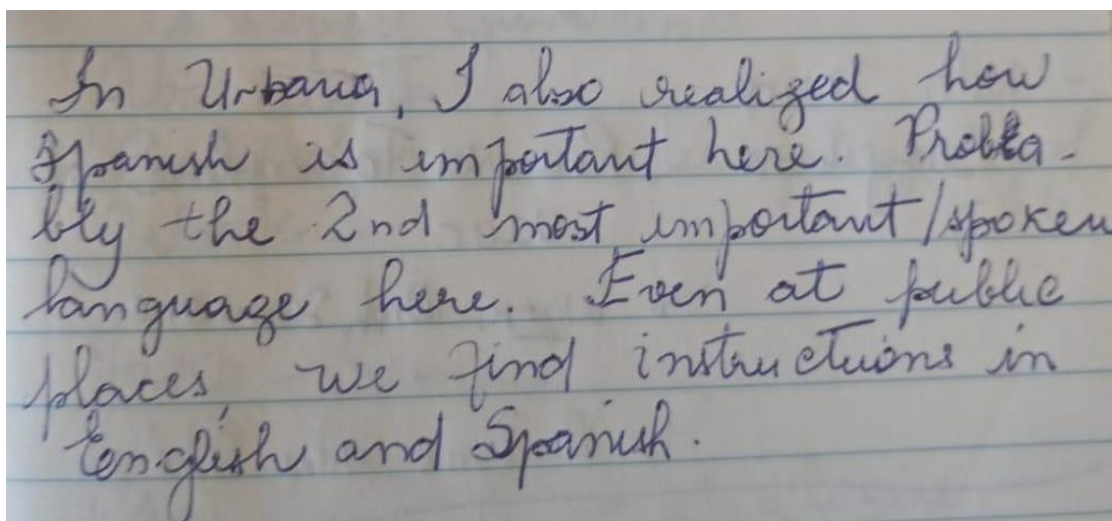 In Urbana, I also realized how
Spanish is important here. Proba-
bly the 2nd most important/spoken
language here. Even at public
places, we find instructions in
English and Spanish.